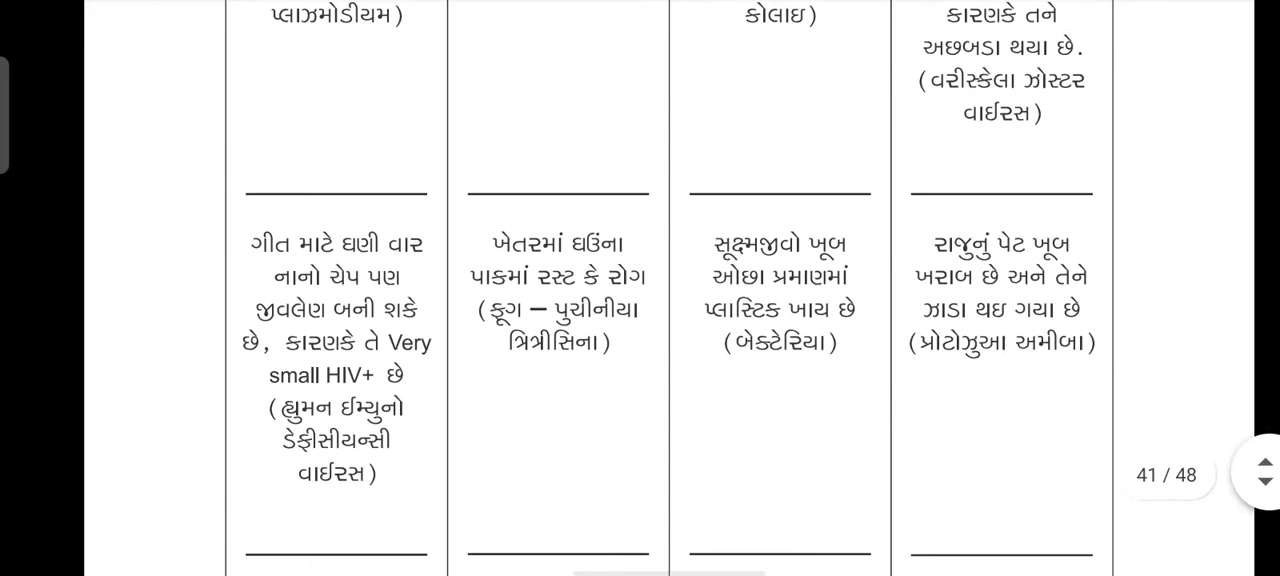 પ્લાઝમોડીયમ)
કોલાઇ)
કારણકે તને
અછબડા થયા છે.
(વરીસ્કેલા ઝોસ્ટર
વાઈરસ)
ગીત માટે ઘણી વાર
નાનો ચેપ પણ
જીવલેણ બની શકે
છે, કારણકે તે Very
small HIV+ છે
(હ્યુમન ઈમ્યુનો
ડેફીસીયન્સી
વાઈરસ)
ખેતરમાં ઘઉંના
પાકમાં રસ્ટ કે રોગ
(ફૂગ – પુચીનીયા
ત્રિત્રીસિના)
સૂક્ષ્મજીવો ખૂબ
ઓછા પ્રમાણમાં
પ્લાસ્ટિક ખાય છે
(બેક્ટેરિયા)
રાજુનું પેટ ખૂબ
ખરાબ છે અને તેને
ઝાડા થઇ ગયા છે
(પ્રોટોઝુઆ અમીબા)
41 / 48